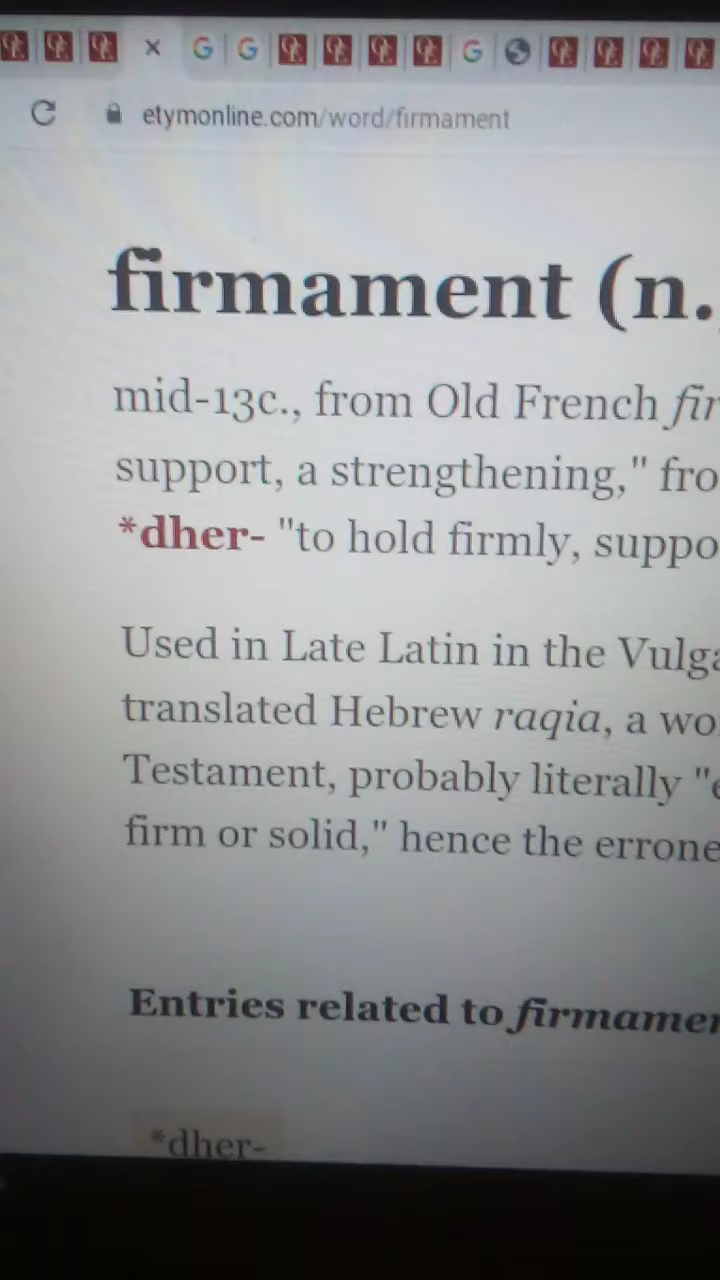 etymonline.com/word/firmament
firmament (n.
mid-13c., from Old French fir
support, a strengthening," fro
*dher- "to hold firmly, suppo
Used in Late Latin in the Vulga
translated Hebrew raqia, a wo
Testament, probably literally "e
firm or solid," hence the errone
Entries related to firmamen
*dher-